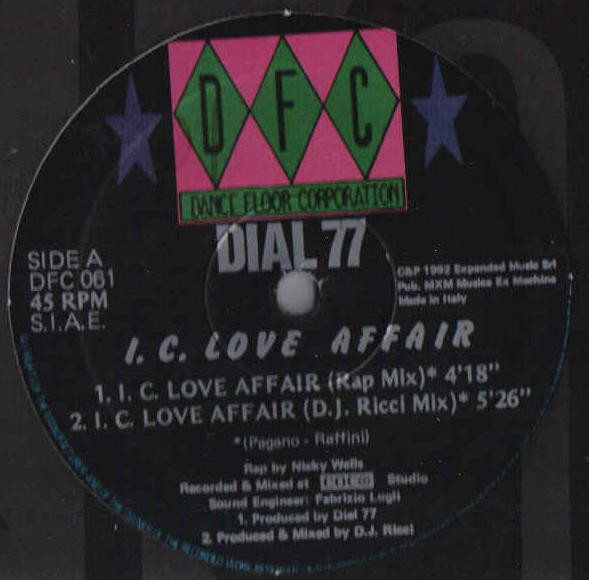 DFC
DANCE FLOOR CORPORATION
DIAL 77
SIDE A
DFC 061
45 RPM
S.I.A.E.
C&P 1992 Expanded Music Srl
Pub. MXM Musica Ex Machina
Made in Italy
I. C. LOVE AFFAIR
1. I. C. LOVE AFFAIR (Rap Mix)* 4'18"
2. I. C. LOVE AFFAIR (D.J. Ricci Mix)* 5'26"
*(Pagano - Raffini)
Rap by Nicky Wells
Recorded & Mixed at Studio
Sound Engineer: Fabrizio Lugli
1. Produced by Dial 77
2. Produced & Mixed by D.J. Ricci